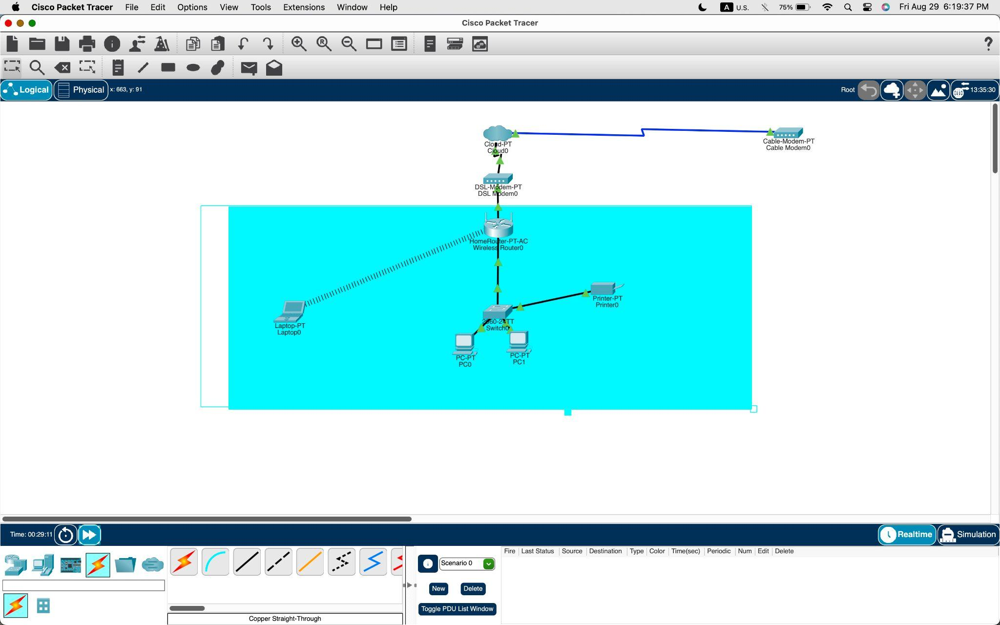 Cisco Packet Tracer File Edit Options View Tools Extensions Window Help A U.S. 75% Fri Aug 29 6:19:37 PM
Cisco Packet Tracer
R
?
Logical Physical x: 663, y: 91 Root 13:35:30
Cloud-PT
Cloud0
Cable-Modem-PT
Cable Modem0
DSL-Modem-PT
DSL Modem0
HomeRouter-PT-AC
Wireless Router0
Printer-PT
Printer0
2960-24TT
Switch0
Laptop-PT
Laptop0
PC-PT
PC0
PC-PT
PC1
Time: 00:29:11 Realtime Simulation
Fire Last Status Source Destination Type Color Time(sec) Periodic Num Edit Delete
Scenario 0
New Delete
Toggle PDU List Window
Copper Straight-Through